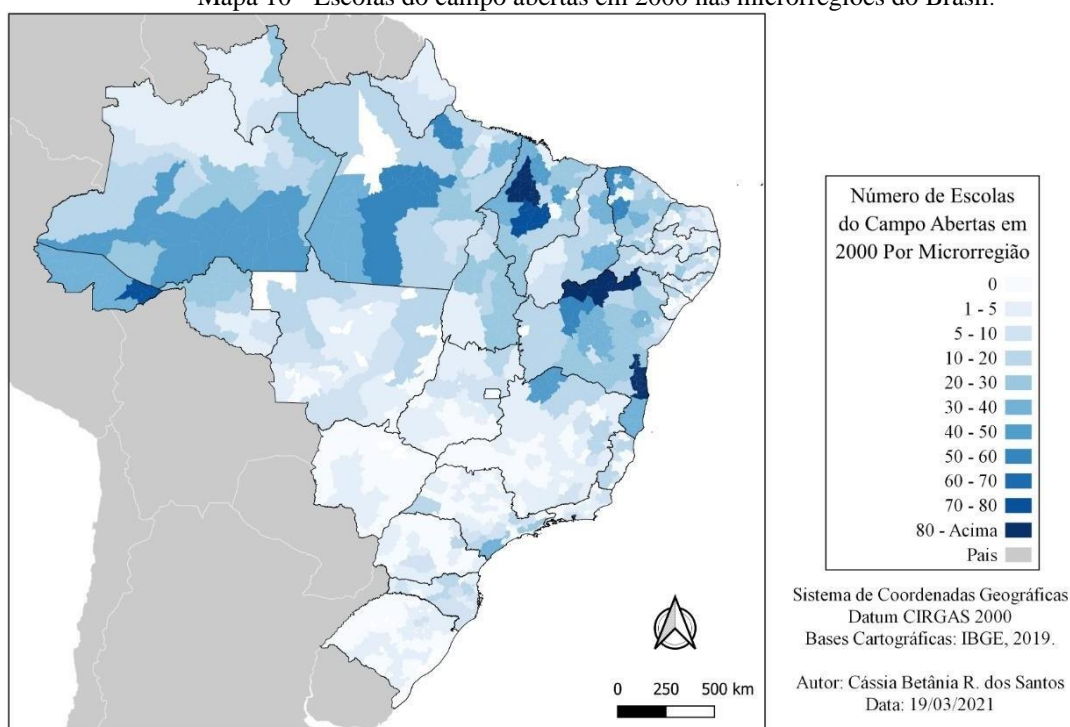 Mapa 10 - Escolas do campo abertas em 2000 nas microrregiões do Brasil.
Número de Escolas
do Campo Abertas em
2000 Por Microrregião
0
1 - 5
5 - 10
10 - 20
20 - 30
30 - 40
40 - 50
50 - 60
60 - 70
70 - 80
80 - Acima
Pais
Sistema de Coordenadas Geográficas
Datum CIRGAS 2000
Bases Cartográficas: IBGE, 2019.
Autor: Cássia Betânia R. dos Santos
Data: 19/03/2021
0 250 500 km